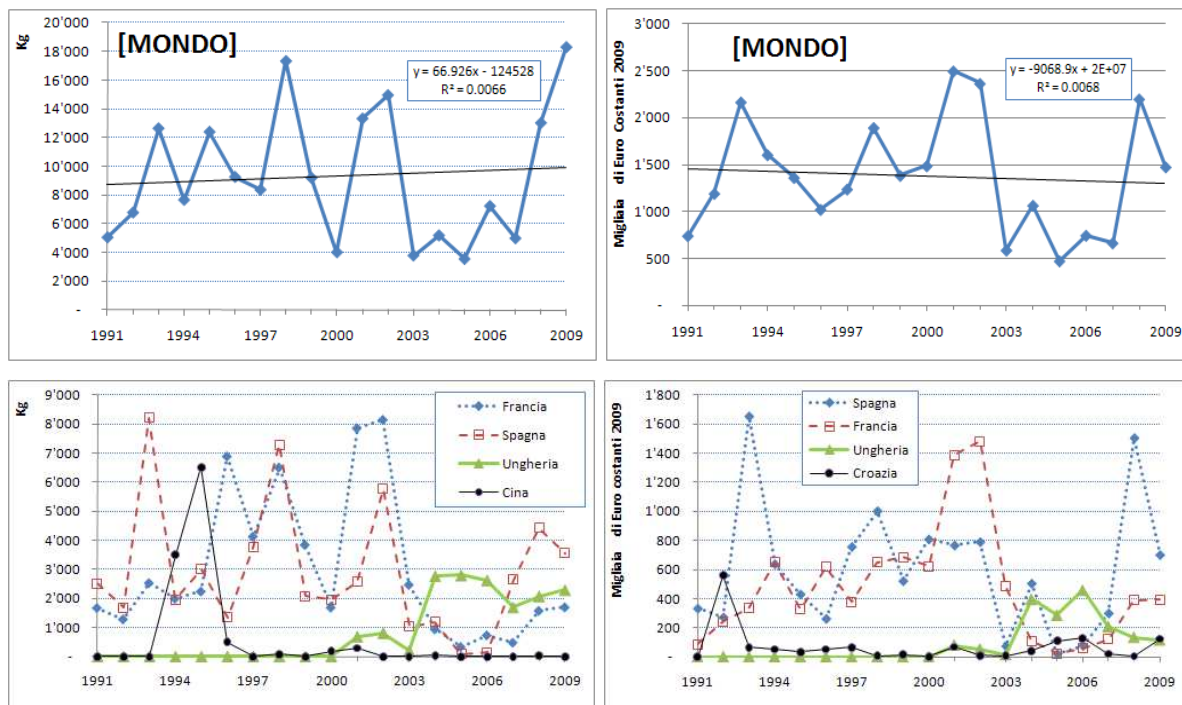 Kg
20'000
18'000
16'000
14'000
12'000
10'000
8'000
6'000
4'000
2'000
-
[MONDO]
y = 66.926x - 124528
R² = 0.0066
1991 1994 1997 2000 2003 2006 2009
Migliaia di Euro Costanti 2009
3'000
2'500
2'000
1'500
1'000
500
-
[MONDO]
y = -9068.9x + 2E+07
R² = 0.0068
1991 1994 1997 2000 2003 2006 2009
Kg
9'000
8'000
7'000
6'000
5'000
4'000
3'000
2'000
1'000
-
Francia
Spagna
Ungheria
Cina
1991 1994 1997 2000 2003 2006 2009
Migliaia di Euro costanti 2009
1'800
1'600
1'400
1'200
1'000
800
600
400
200
-
Spagna
Francia
Ungheria
Croazia
1991 1994 1997 2000 2003 2006 2009